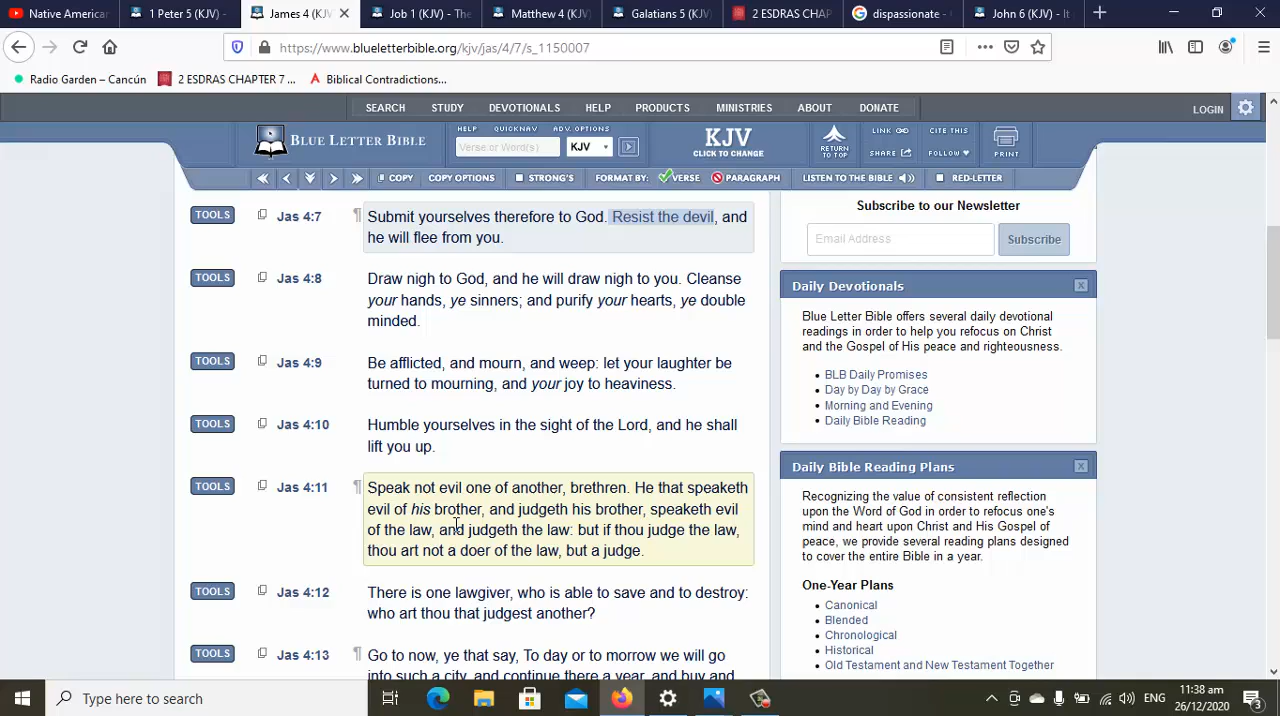 Native American
1 Peter 5 (KJV) -
James 4 (KJV
Job 1 (KJV) - The
Matthew 4 (KJV)
Galatians 5 (KJV)
2 ESDRAS CHAP
dispassionate -
John 6 (KJV) - It
https://www.blueletterbible.org/kjv/jas/4/7/s_1150007
Radio Garden – Cancún
2 ESDRAS CHAPTER 7 ...
Biblical Contradictions...
SEARCH STUDY DEVOTIONALS HELP PRODUCTS MINISTRIES ABOUT DONATE
LOGIN
BLUE LETTER BIBLE
HELP QUICKNAV ADV. OPTIONS
Verse or Word(s)
KJV
KJV
CLICK TO CHANGE
RETURN
TO TOP
LINK
CITE THIS
SHARE
FOLLOW
PRINT
COPY COPY OPTIONS STRONG'S FORMAT BY: VERSE PARAGRAPH LISTEN TO THE BIBLE RED-LETTER
TOOLS Jas 4:7 ¶ Submit yourselves therefore to God. Resist the devil, and
he will flee from you.
TOOLS Jas 4:8 Draw nigh to God, and he will draw nigh to you. Cleanse
your hands, ye sinners; and purify your hearts, ye double
minded.
TOOLS Jas 4:9 Be afflicted, and mourn, and weep: let your laughter be
turned to mourning, and your joy to heaviness.
TOOLS Jas 4:10 Humble yourselves in the sight of the Lord, and he shall
lift you up.
TOOLS Jas 4:11 ¶ Speak not evil one of another, brethren. He that speaketh
evil of his brother, and judgeth his brother, speaketh evil
of the law, and judgeth the law: but if thou judge the law,
thou art not a doer of the law, but a judge.
TOOLS Jas 4:12 There is one lawgiver, who is able to save and to destroy:
who art thou that judgest another?
TOOLS Jas 4:13 ¶ Go to now, ye that say, To day or to morrow we will go
into such a city, and continue there a year, and buy and
Subscribe to our Newsletter
Email Address
Subscribe
Daily Devotionals
Blue Letter Bible offers several daily devotional
readings in order to help you refocus on Christ
and the Gospel of His peace and righteousness.
BLB Daily Promises
Day by Day by Grace
Morning and Evening
Daily Bible Reading
Daily Bible Reading Plans
Recognizing the value of consistent reflection
upon the Word of God in order to refocus one's
mind and heart upon Christ and His Gospel of
peace, we provide several reading plans designed
to cover the entire Bible in a year.
One-Year Plans
Canonical
Blended
Chronological
Historical
Old Testament and New Testament Together
Type here to search
ENG
11:38 am
26/12/2020
3